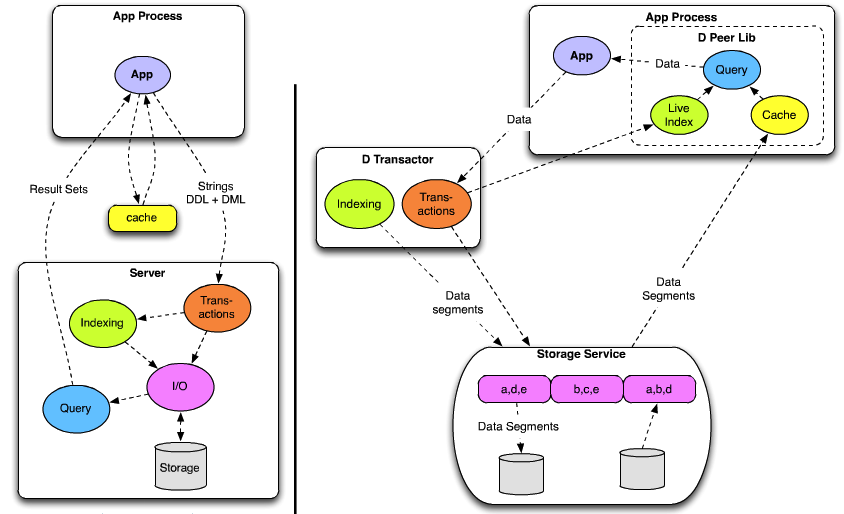 App Process
App
Result Sets
Strings
DDL + DML
cache
Server
Trans-
actions
Indexing
I/O
Query
Storage
App Process
D Peer Lib
App
Data
Query
Live
Index
Cache
Data
D Transactor
Indexing
Trans-
actions
Data
segments
Data
Segments
Storage Service
a,d,e
b,c,e
a,b,d
Data Segments